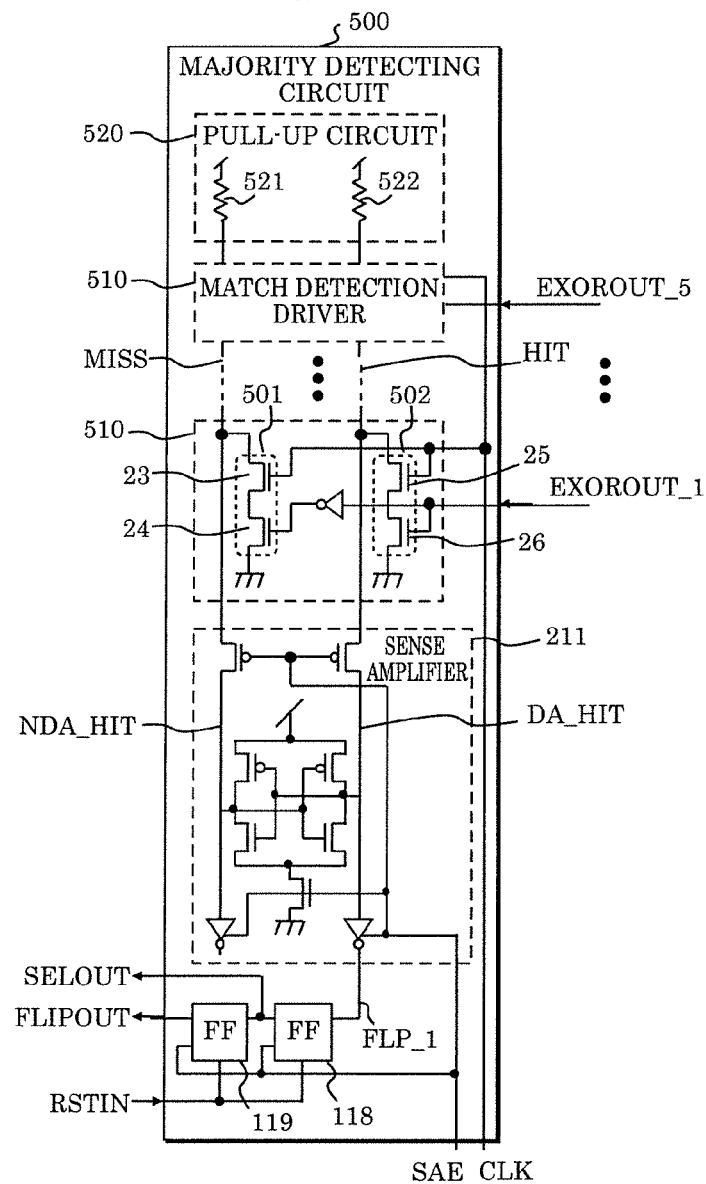 500
MAJORITY DETECTING
CIRCUIT
520
PULL-UP CIRCUIT
521
522
510
MATCH DETECTION
DRIVER
EXOROUT_5
MISS
HIT
501
502
510
23
25
EXOROUT_1
24
26
SENSE
AMPLIFIER
211
NDA_HIT
DA_HIT
SELOUT
FLIPOUT
FF
FF
FLP_1
RSTIN
119
118
SAE
CLK